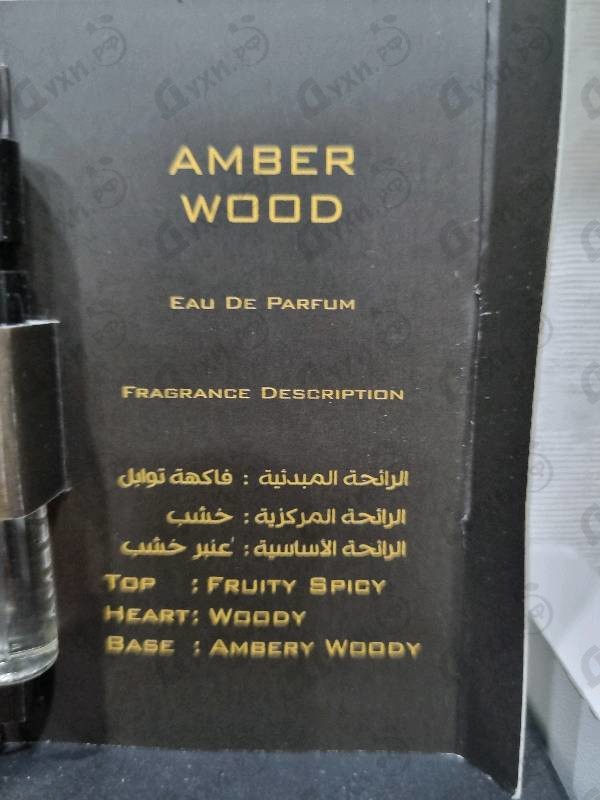 AMBER
WOOD
EAU DE PARFUM
FRAGRANCE DESCRIPTION
الرائحة المبدئية : فاكهة توابل
الرائحة المركزية : خشب
الرائحة الأساسية : عنبر خشب
TOP : FRUITY SPICY
HEART: WOODY
BASE : AMBERY WOODY